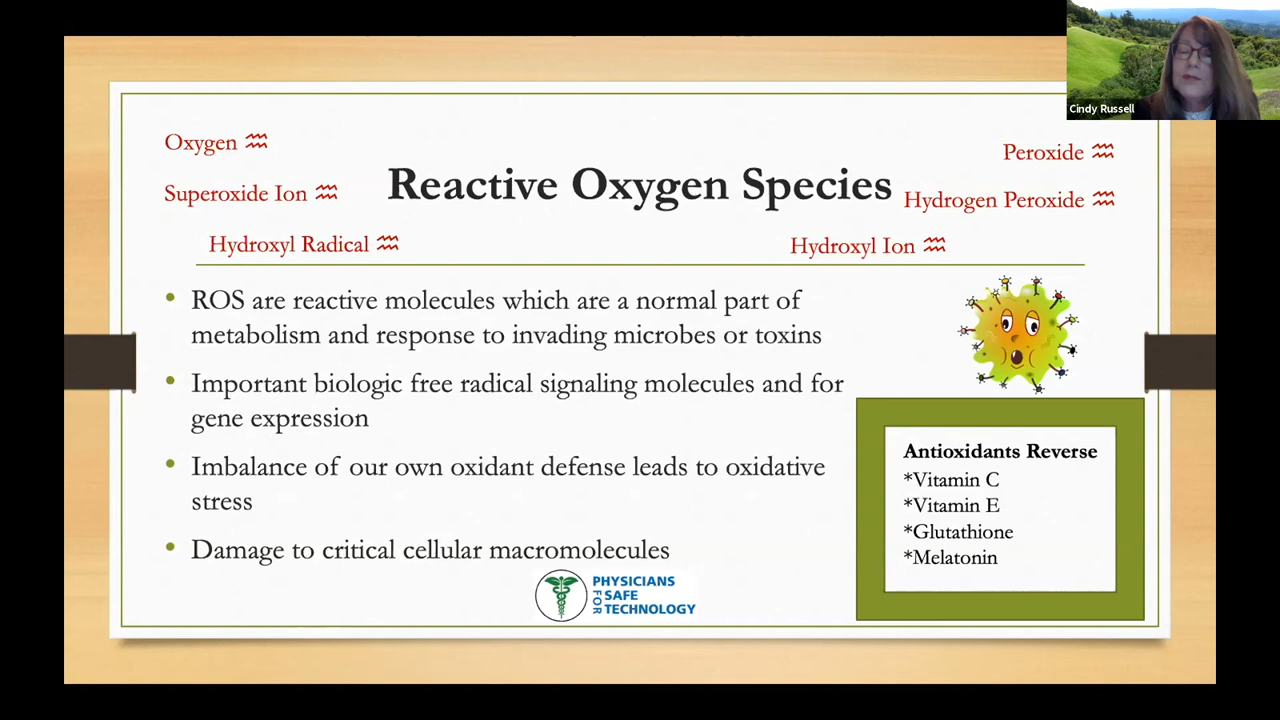 Cindy Russell
Oxygen ♒
Peroxide ♒
Superoxide Ion ♒
Reactive Oxygen Species
Hydrogen Peroxide ♒
Hydroxyl Radical ♒
Hydroxyl Ion ♒
• ROS are reactive molecules which are a normal part of
metabolism and response to invading microbes or toxins
• Important biologic free radical signaling molecules and for
gene expression
• Imbalance of our own oxidant defense leads to oxidative
stress
• Damage to critical cellular macromolecules
Antioxidants Reverse
*Vitamin C
*Vitamin E
*Glutathione
*Melatonin
PHYSICIANS
FOR SAFE
TECHNOLOGY